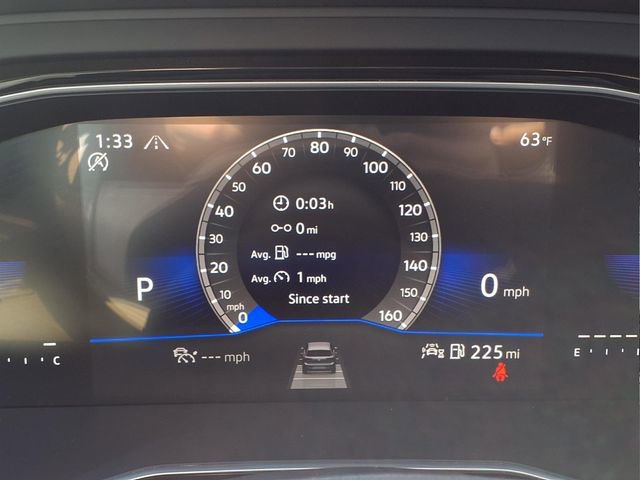 1:33
63°F
0 10 20 30 40 50 60 70 80 90 100 110 120 130 140 150 160
mph
0:03 h
0 mi
Avg. --- mpg
Avg. 1 mph
Since start
P
0 mph
--- mph
225 mi
C
E